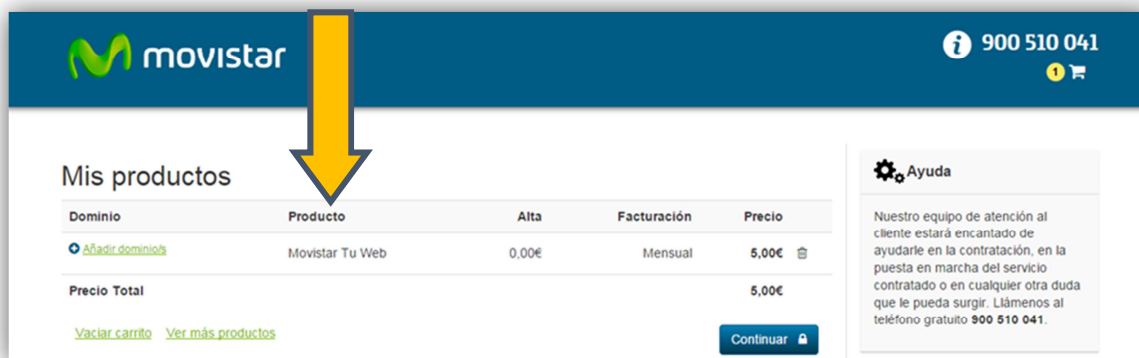 movistar
i 900 510 041
1
Mis productos
Dominio Producto Alta Facturación Precio
Añadir dominio/s Movistar Tu Web 0,00€ Mensual 5,00€
Precio Total 5,00€
Vaciar carrito Ver más productos
Continuar
Ayuda
Nuestro equipo de atención al
cliente estará encantado de
ayudarle en la contratación, en la
puesta en marcha del servicio
contratado o en cualquier otra duda
que le pueda surgir. Llámenos al
teléfono gratuito 900 510 041.